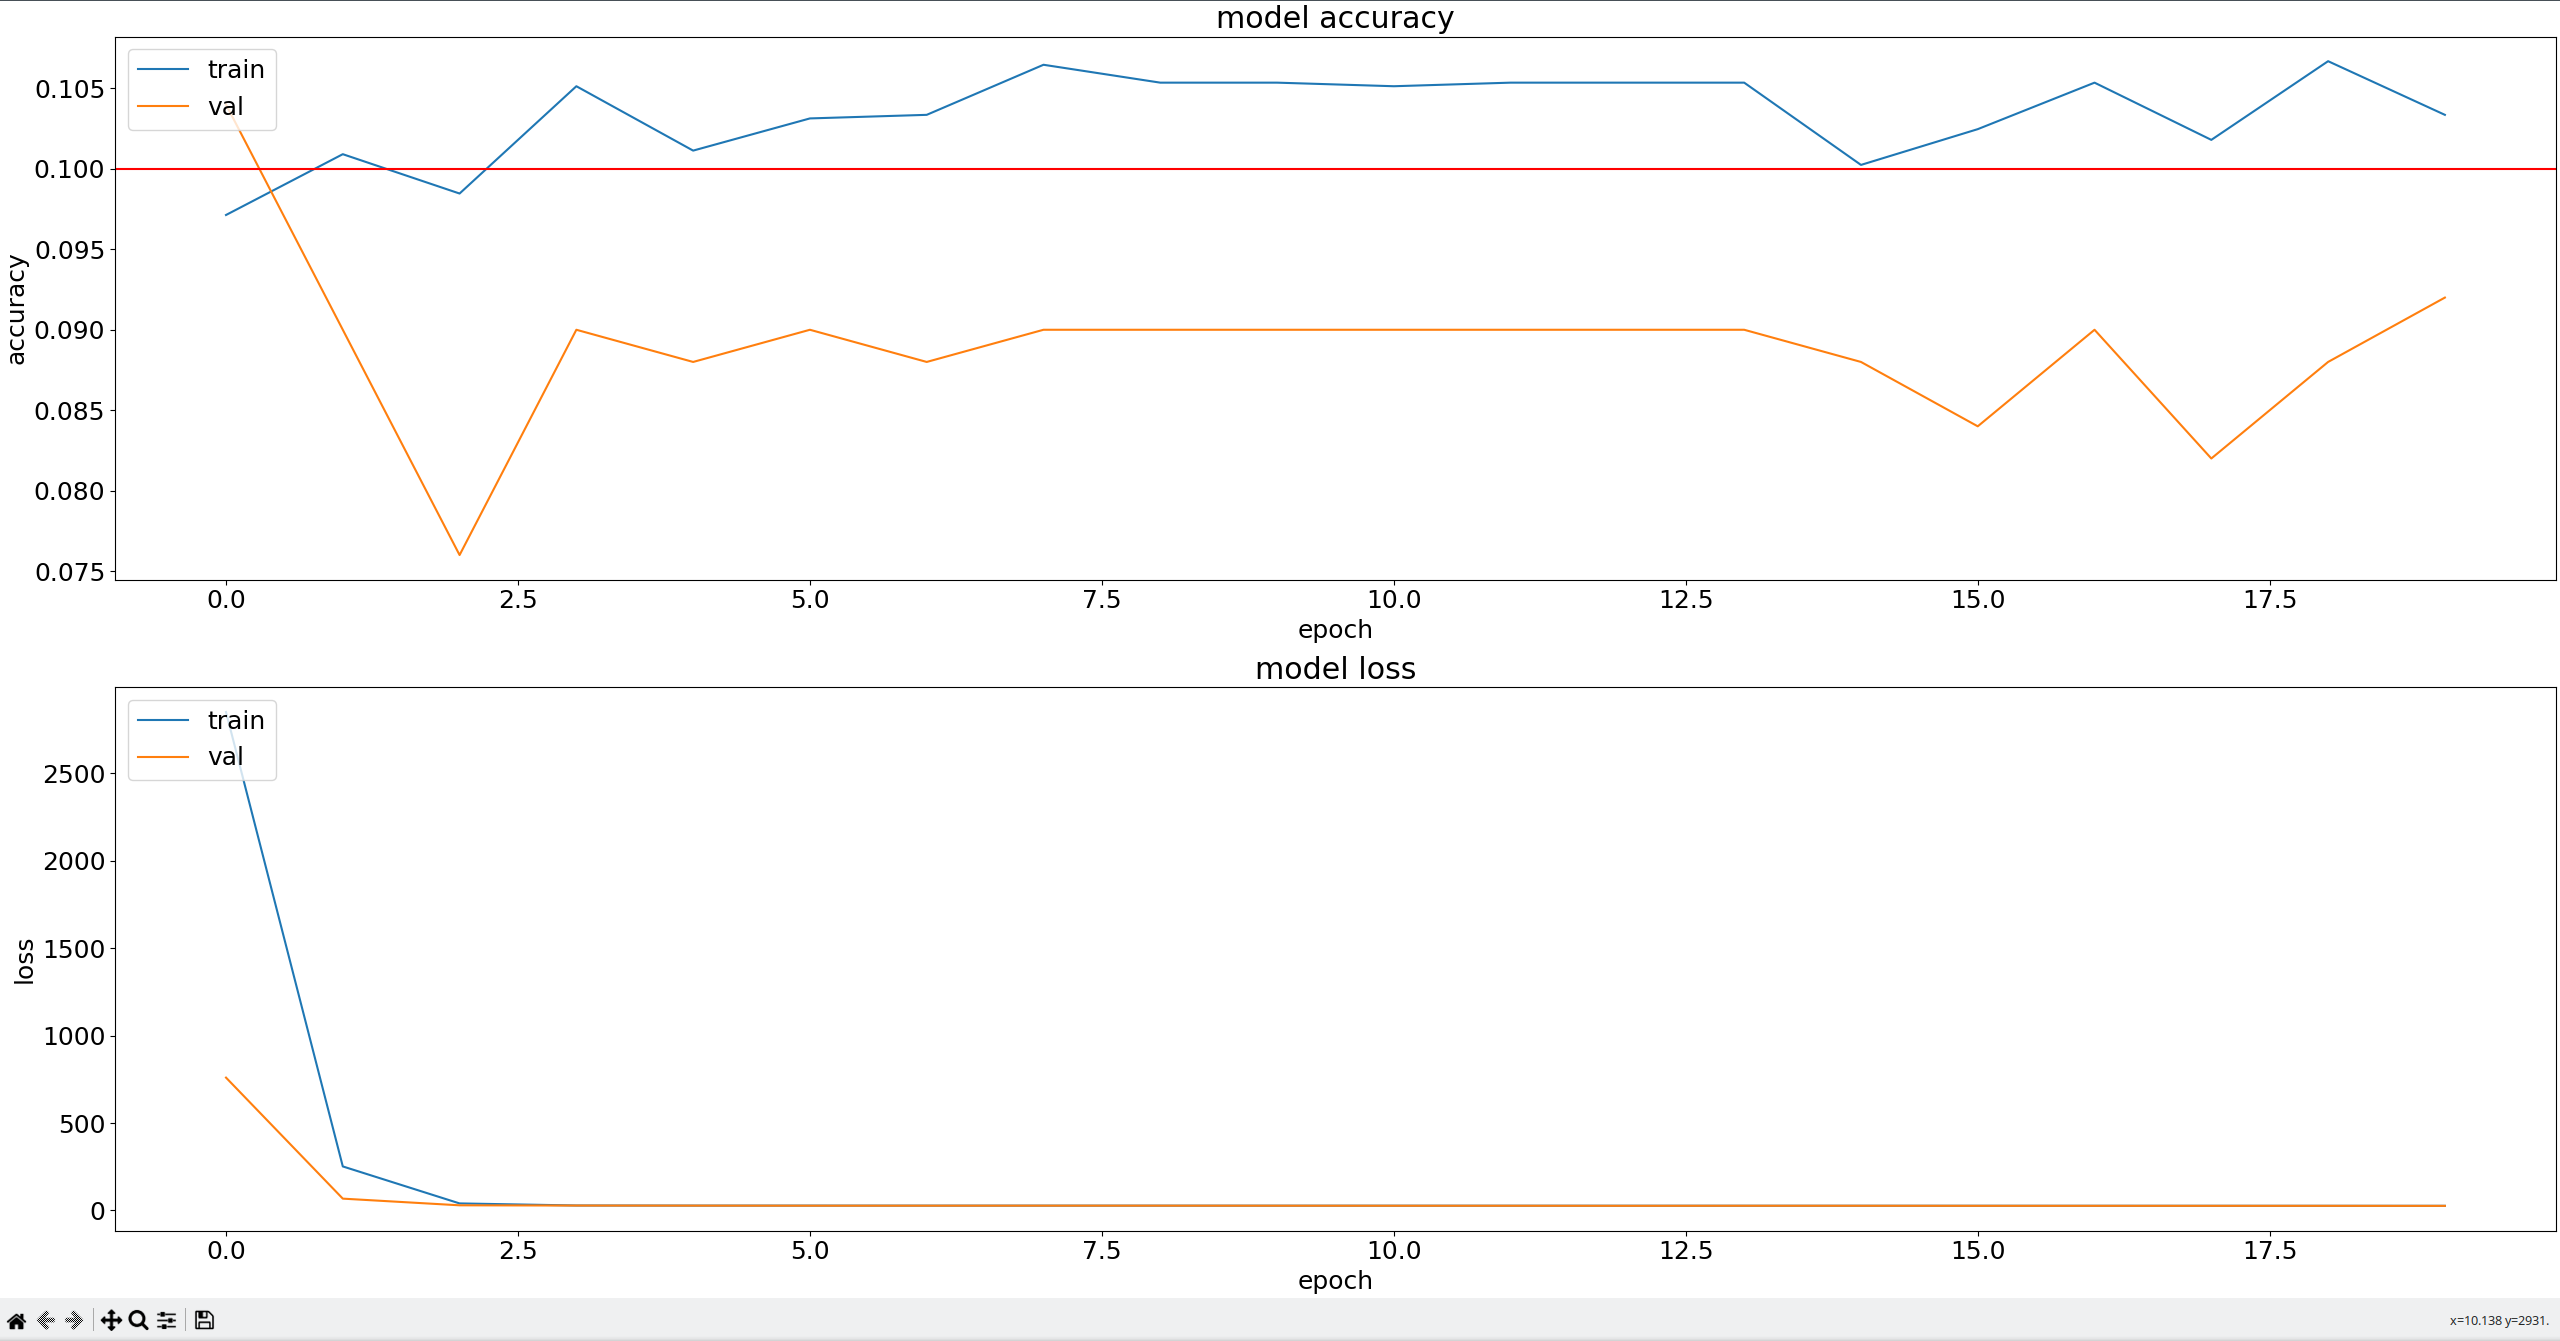 model accuracy
train
val
0.105
0.100
0.095
0.090
0.085
0.080
0.075
accuracy
0.0 2.5 5.0 7.5 10.0 12.5 15.0 17.5
epoch
model loss
train
val
2500
2000
1500
1000
500
0
loss
0.0 2.5 5.0 7.5 10.0 12.5 15.0 17.5
epoch
x=10.138 y=2931.